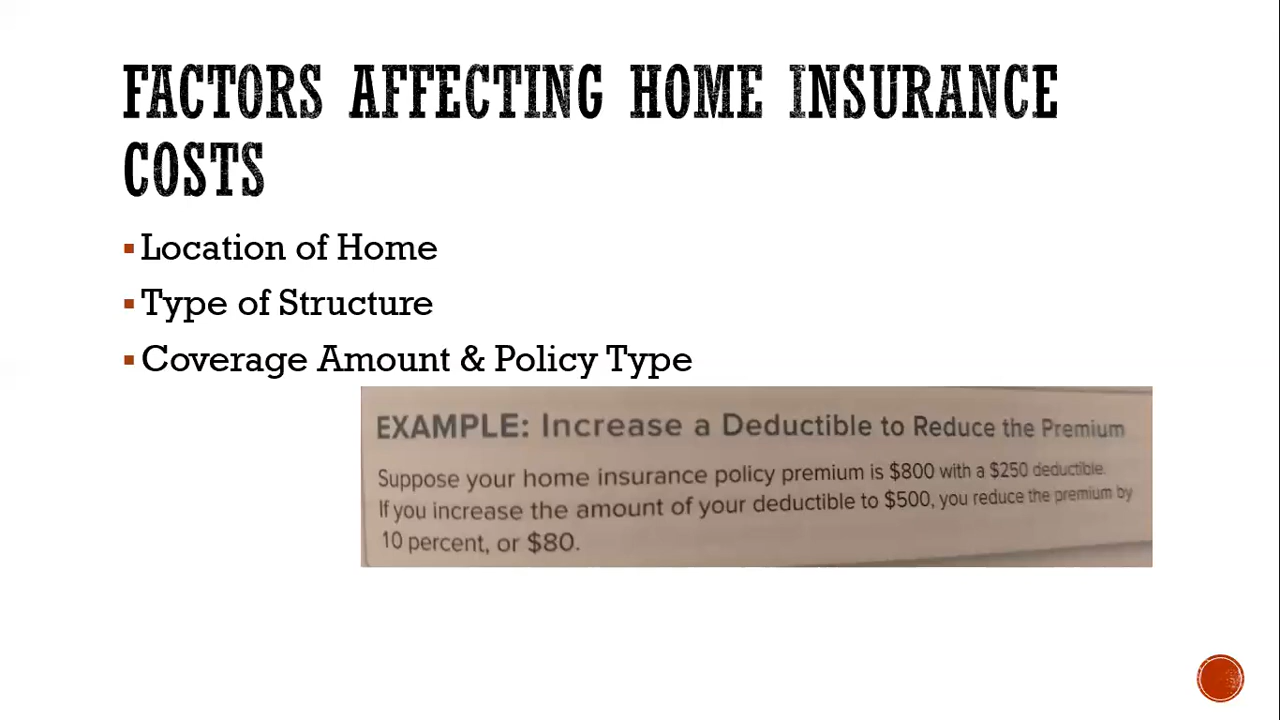 FACTORS AFFECTING HOME INSURANCE
COSTS
Location of Home
Type of Structure
Coverage Amount & Policy Type
EXAMPLE: Increase a Deductible to Reduce the Premium
Suppose your home insurance policy premium is $800 with a $250 deductible.
If you increase the amount of your deductible to $500, you reduce the premium by
10 percent, or $80.